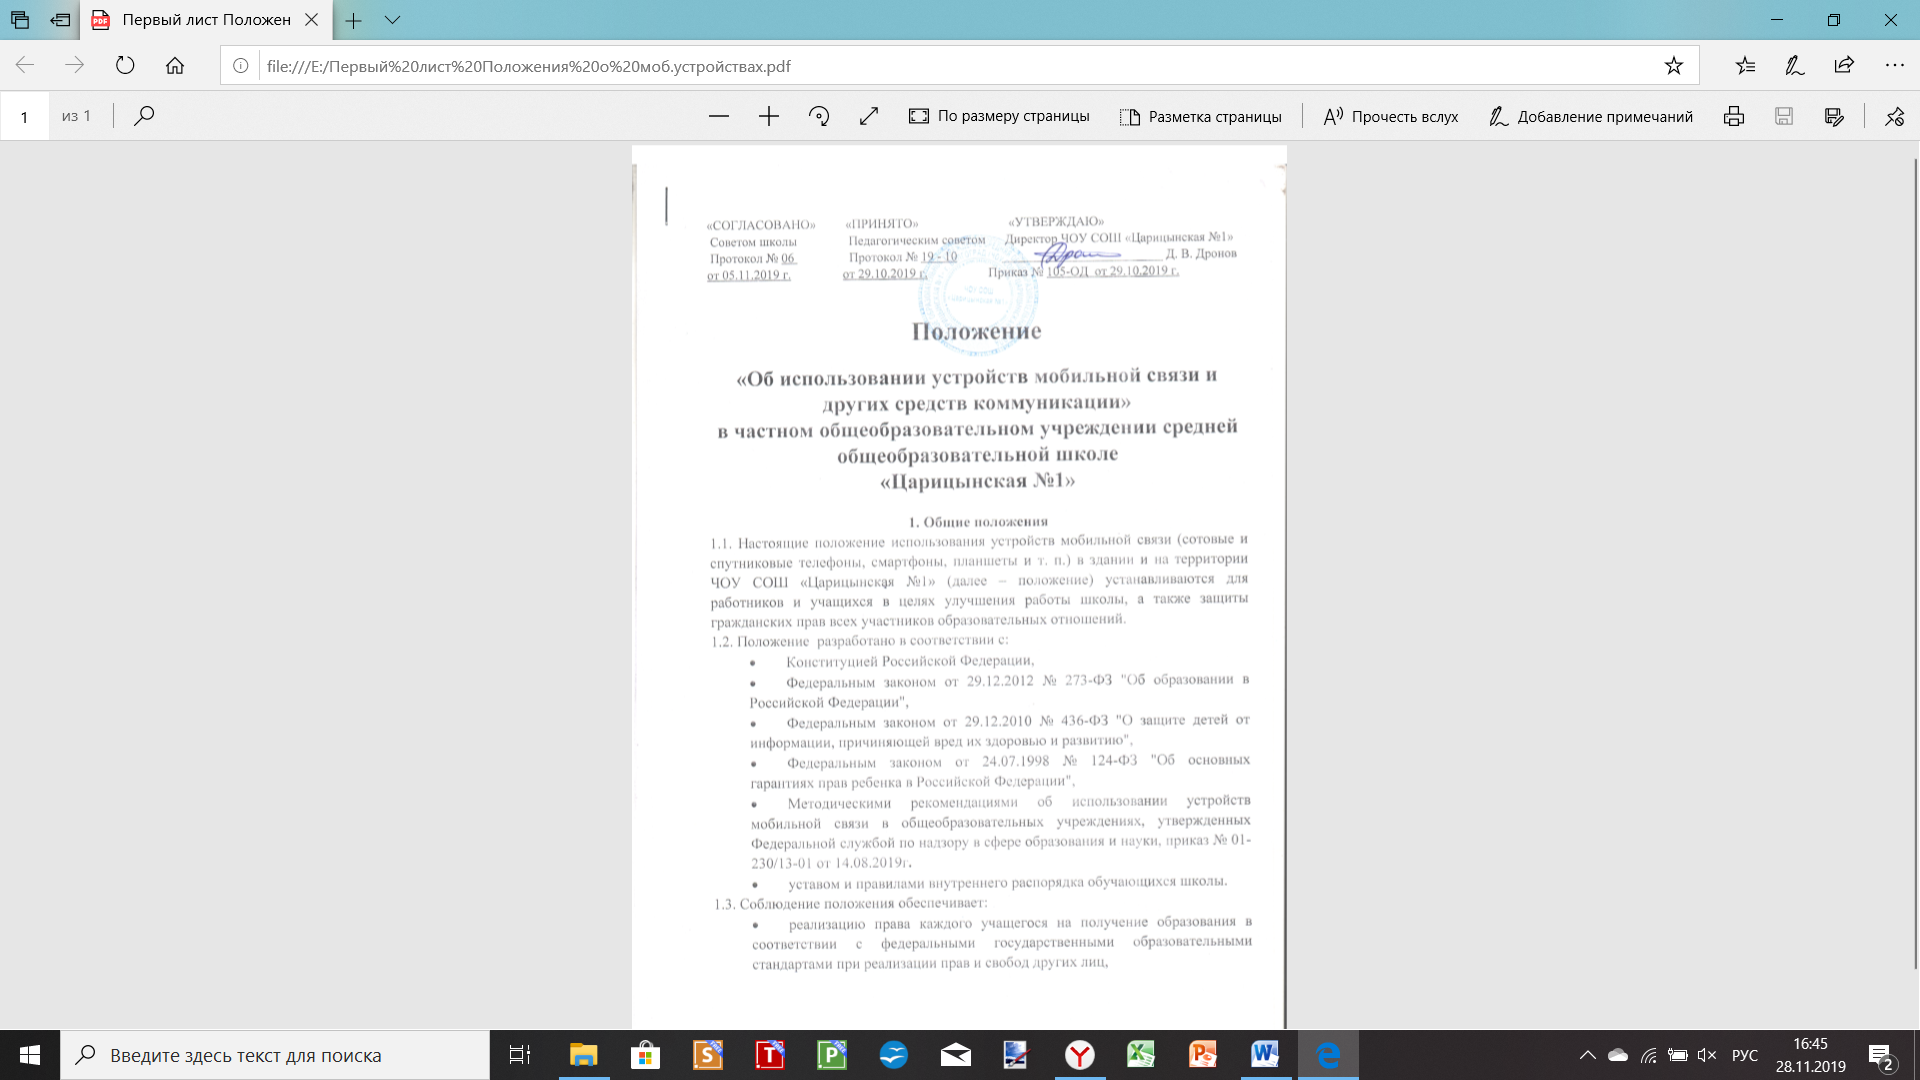 Первый лист Положен
file:///E:/Первый%20лист%20Положения%20о%20моб.устройствах.pdf
1 из 1
По размеру страницы
Разметка страницы
Прочесть вслух
Добавление примечаний
«СОГЛАСОВАНО» «ПРИНЯТО» «УТВЕРЖДАЮ»
Советом школы Педагогическим советом Директор ЧОУ СОШ «Царицынская №1»
Протокол № 06 Протокол № 19 - 10 Д. В. Дронов
от 05.11.2019 г. от 29.10.2019 г. Приказ № 105-ОД от 29.10.2019 г.
Положение
«Об использовании устройств мобильной связи и
других средств коммуникации»
в частном общеобразовательном учреждении средней
общеобразовательной школе
«Царицынская №1»
1. Общие положения
1.1. Настоящие положение использования устройств мобильной связи (сотовые и
спутниковые телефоны, смартфоны, планшеты и т. п.) в здании и на территории
ЧОУ СОШ «Царицынская №1» (далее – положение) устанавливаются для
работников и учащихся в целях улучшения работы школы, а также защиты
гражданских прав всех участников образовательных отношений.
1.2. Положение разработано в соответствии с:
• Конституцией Российской Федерации,
• Федеральным законом от 29.12.2012 № 273-ФЗ "Об образовании в
Российской Федерации",
• Федеральным законом от 29.12.2010 № 436-ФЗ "О защите детей от
информации, причиняющей вред их здоровью и развитию",
• Федеральным законом от 24.07.1998 № 124-ФЗ "Об основных
гарантиях прав ребенка в Российской Федерации",
• Методическими рекомендациями об использовании устройств
мобильной связи в общеобразовательных учреждениях, утвержденных
Федеральной службой по надзору в сфере образования и науки, приказ № 01-
230/13-01 от 14.08.2019г.
• уставом и правилами внутреннего распорядка обучающихся школы.
1.3. Соблюдение положения обеспечивает:
• реализацию права каждого учащегося на получение образования в
соответствии с федеральными государственными образовательными
стандартами при реализации прав и свобод других лиц,
Введите здесь текст для поиска
РУС
16:45
28.11.2019
2